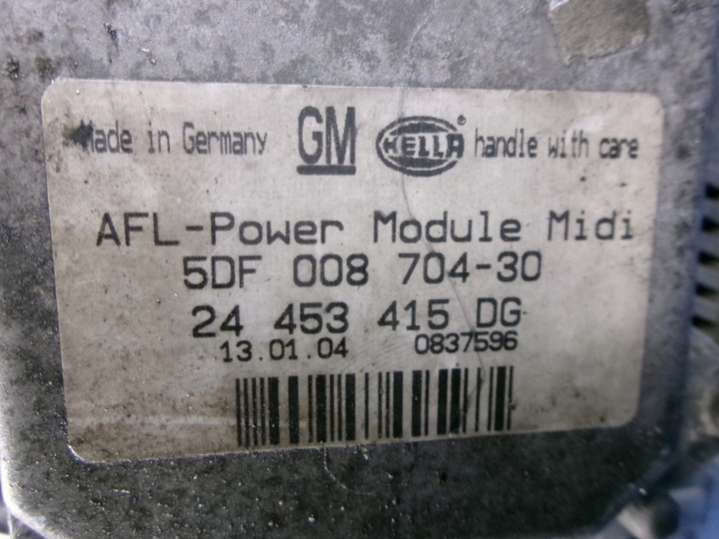 Made in Germany GM HELLA® handle with care
AFL-Power Module Midi
5DF 008 704-30
24 453 415 DG
13.01.04 0837596